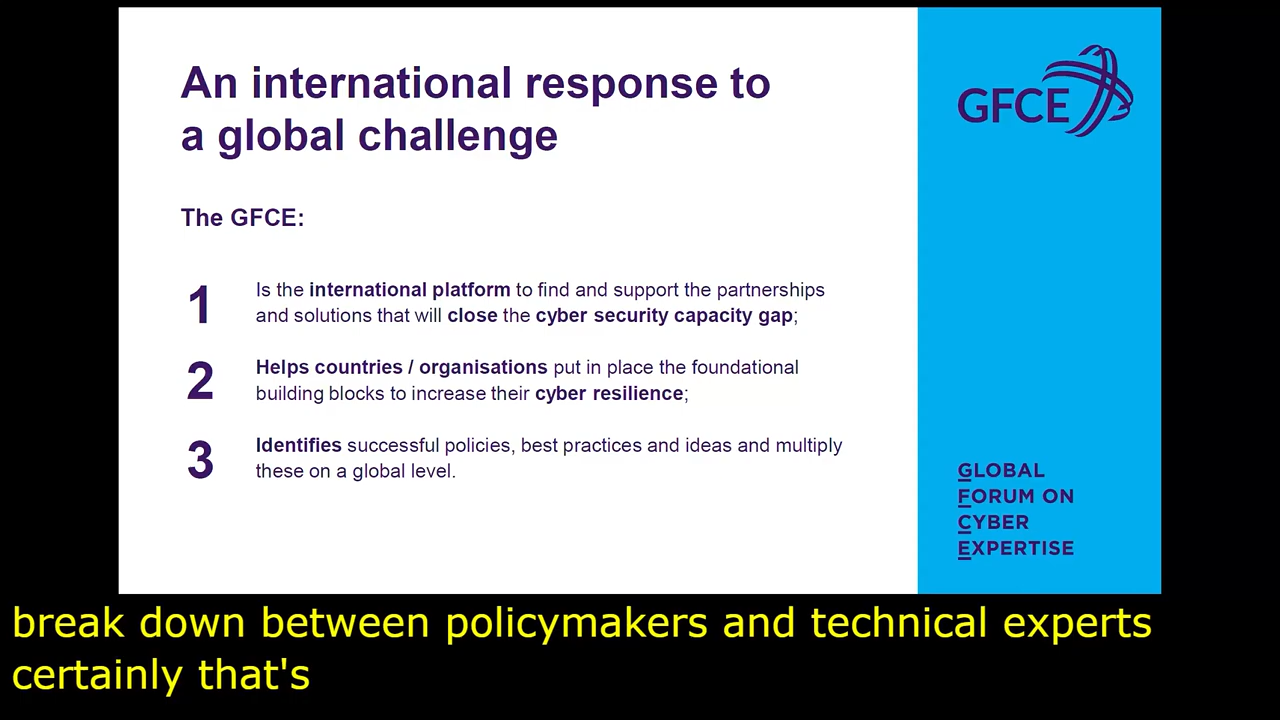 An international response to
a global challenge
The GFCE:
1
Is the international platform to find and support the partnerships
and solutions that will close the cyber security capacity gap;
2
Helps countries / organisations put in place the foundational
building blocks to increase their cyber resilience;
3
Identifies successful policies, best practices and ideas and multiply
these on a global level.
GFCE
GLOBAL
FORUM ON
CYBER
EXPERTISE
break down between policymakers and technical experts
certainly that's